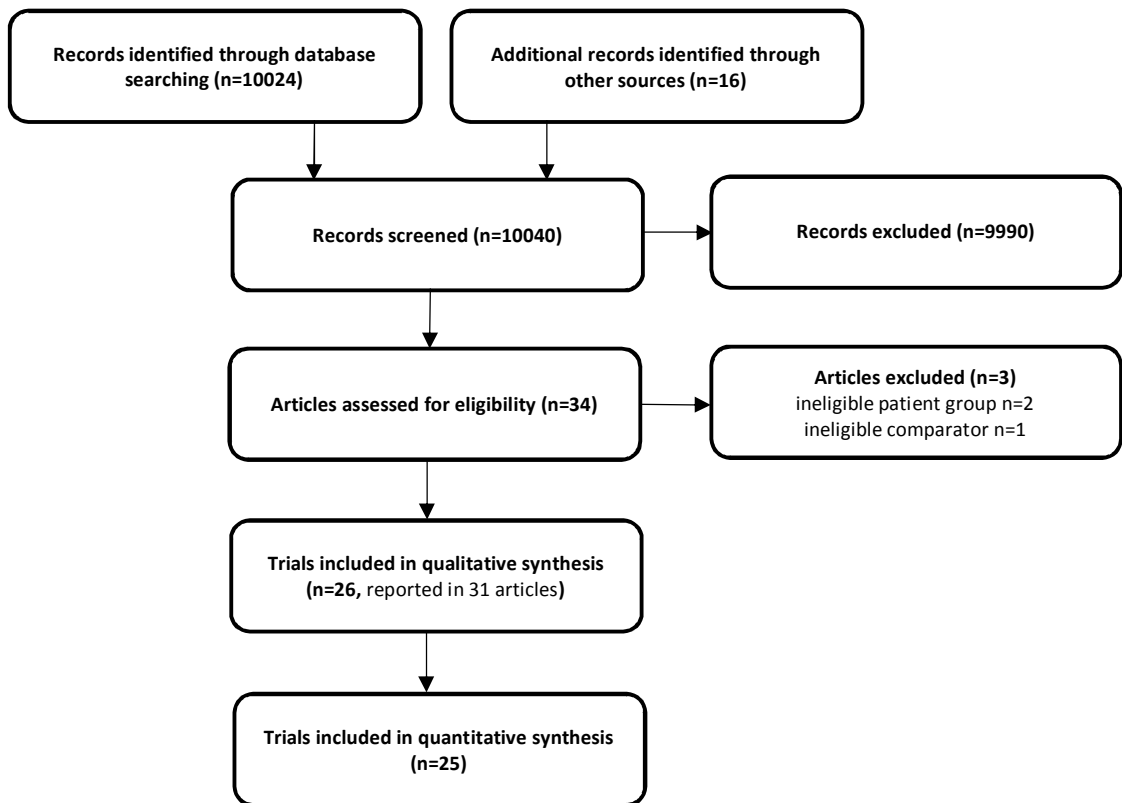 Records identified through database
searching (n=10024)
Additional records identified through
other sources (n=16)
Records screened (n=10040)
Records excluded (n=9990)
Articles assessed for eligibility (n=34)
Articles excluded (n=3)
ineligible patient group n=2
ineligible comparator n=1
Trials included in qualitative synthesis
(n=26, reported in 31 articles)
Trials included in quantitative synthesis
(n=25)